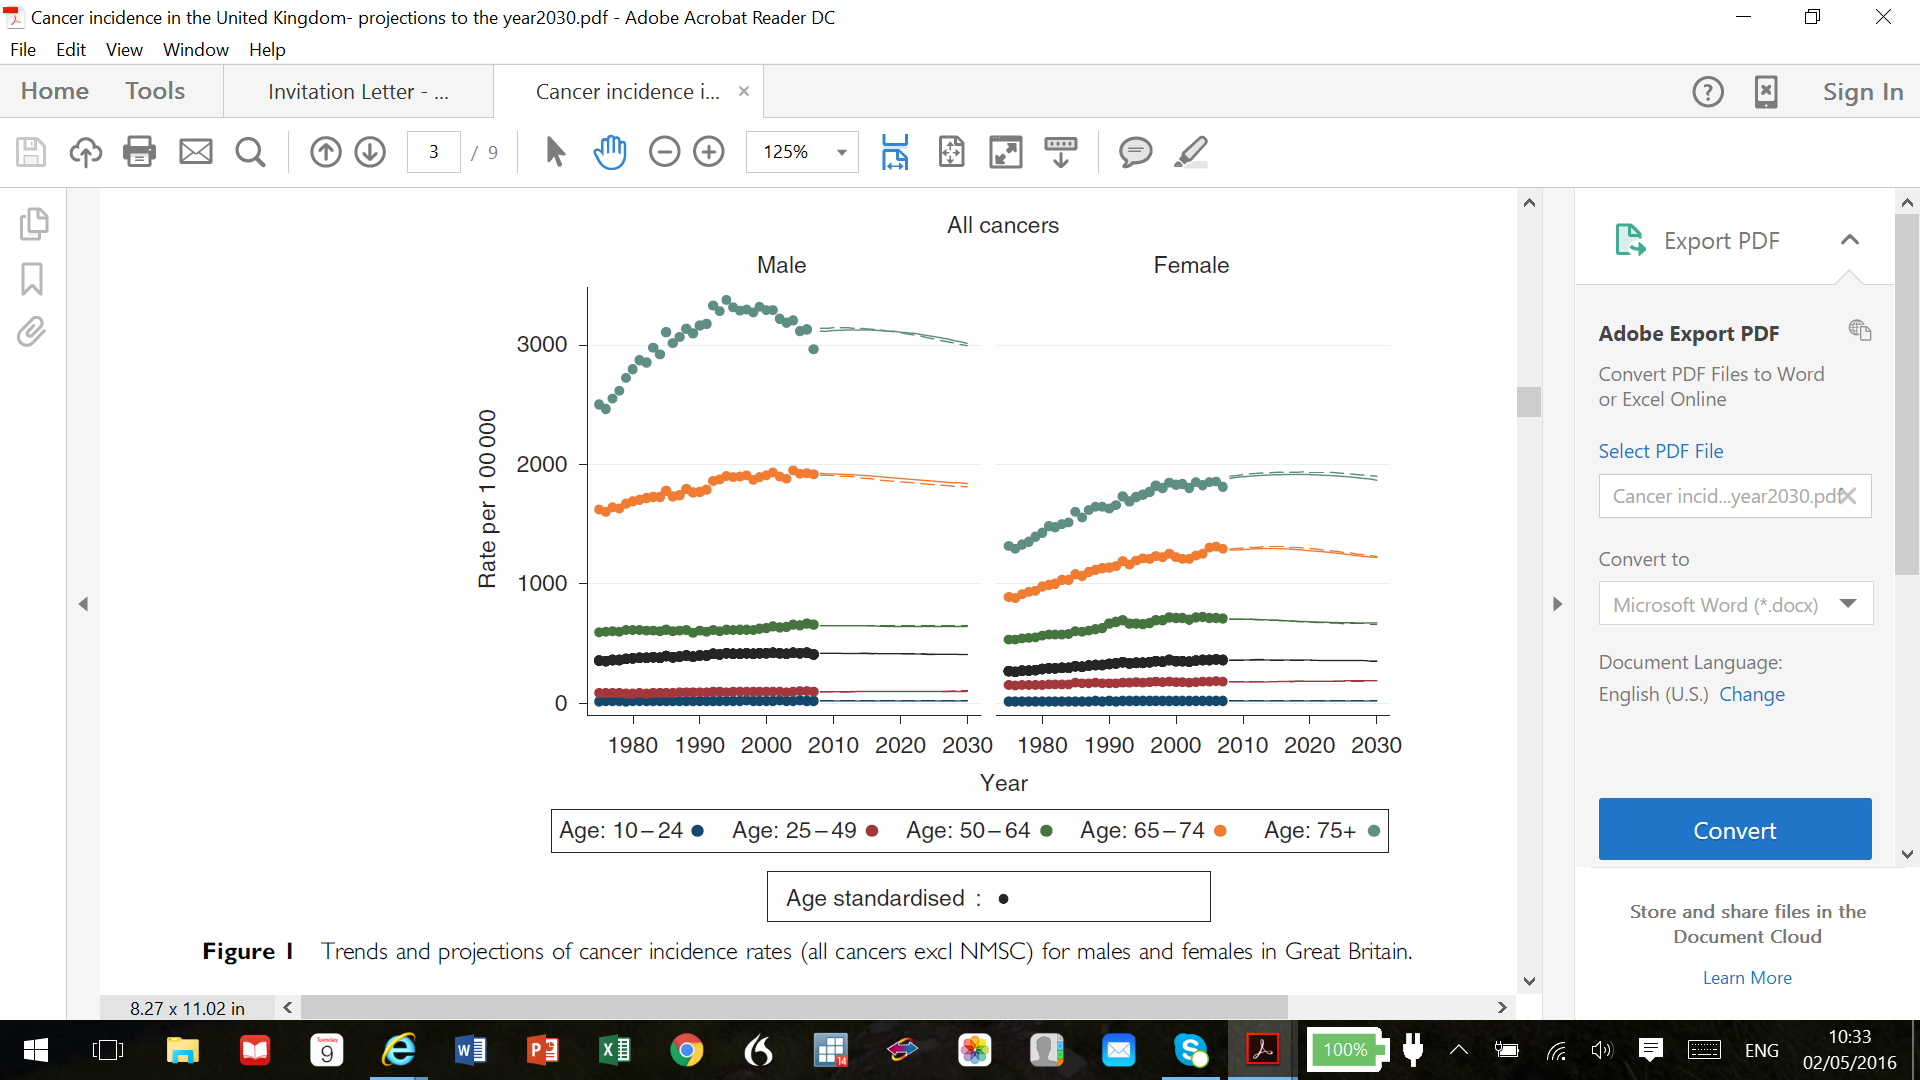 Cancer incidence in the United Kingdom- projections to the year2030.pdf - Adobe Acrobat Reader DC
File Edit View Window Help
Home Tools Invitation Letter - ... Cancer incidence i... × Sign In
3 / 9 125%
All cancers
Male Female
Rate per 100 000
3000
2000
1000
0
1980 1990 2000 2010 2020 2030 1980 1990 2000 2010 2020 2030
Year
Age: 10–24 Age: 25–49 Age: 50–64 Age: 65–74 Age: 75+
Age standardised :
Figure 1 Trends and projections of cancer incidence rates (all cancers excl NMSC) for males and females in Great Britain.
8.27 x 11.02 in
Export PDF
Adobe Export PDF
Convert PDF Files to Word
or Excel Online
Select PDF File
Cancer incid...year2030.pdf
Convert to
Microsoft Word (*.docx)
Document Language:
English (U.S.) Change
Convert
Store and share files in the
Document Cloud
Learn More
Tuesday
9
14
100%
ENG
10:33
02/05/2016